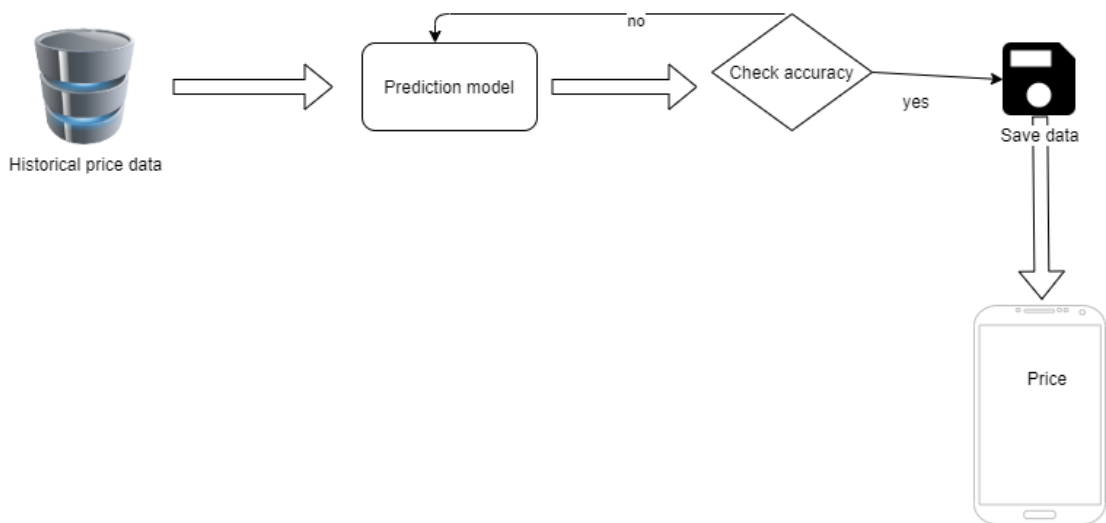 no
Prediction model
Check accuracy
yes
Save data
Historical price data
Price